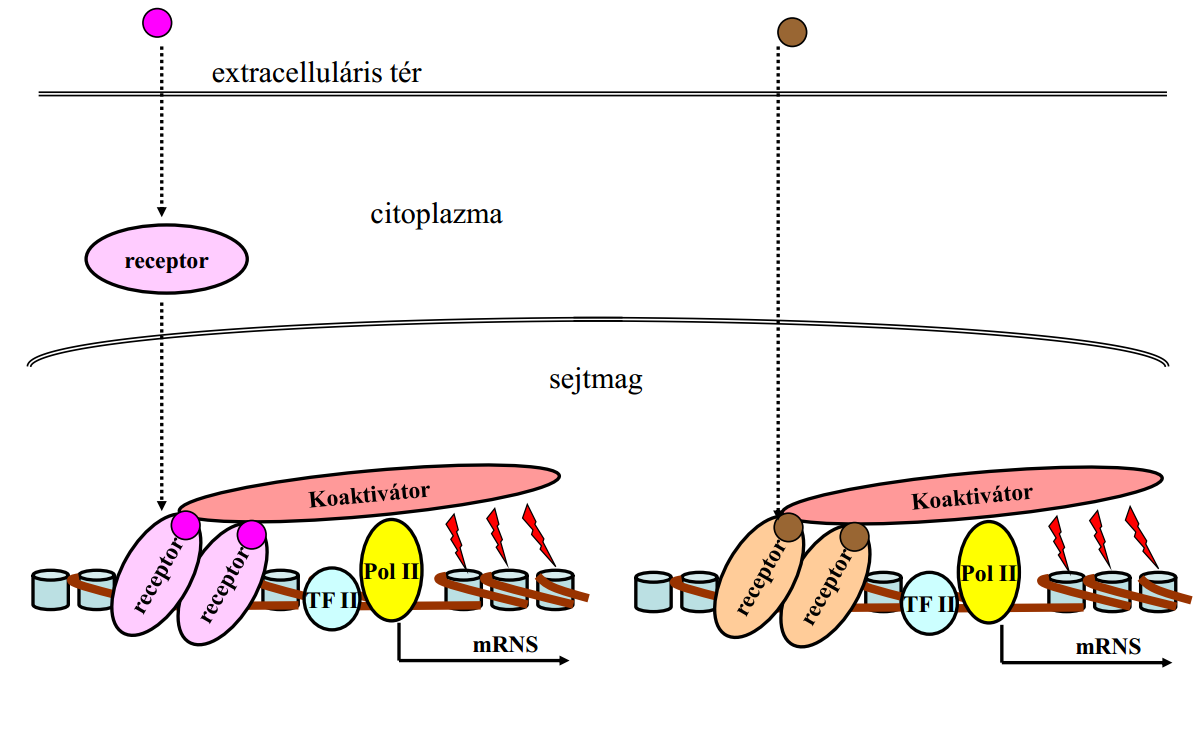 extracelluláris tér
citoplazma
receptor
sejtmag
Koaktivátor
receptor
receptor
TF II
Pol II
mRNS
Koaktivátor
receptor
receptor
TF II
Pol II
mRNS